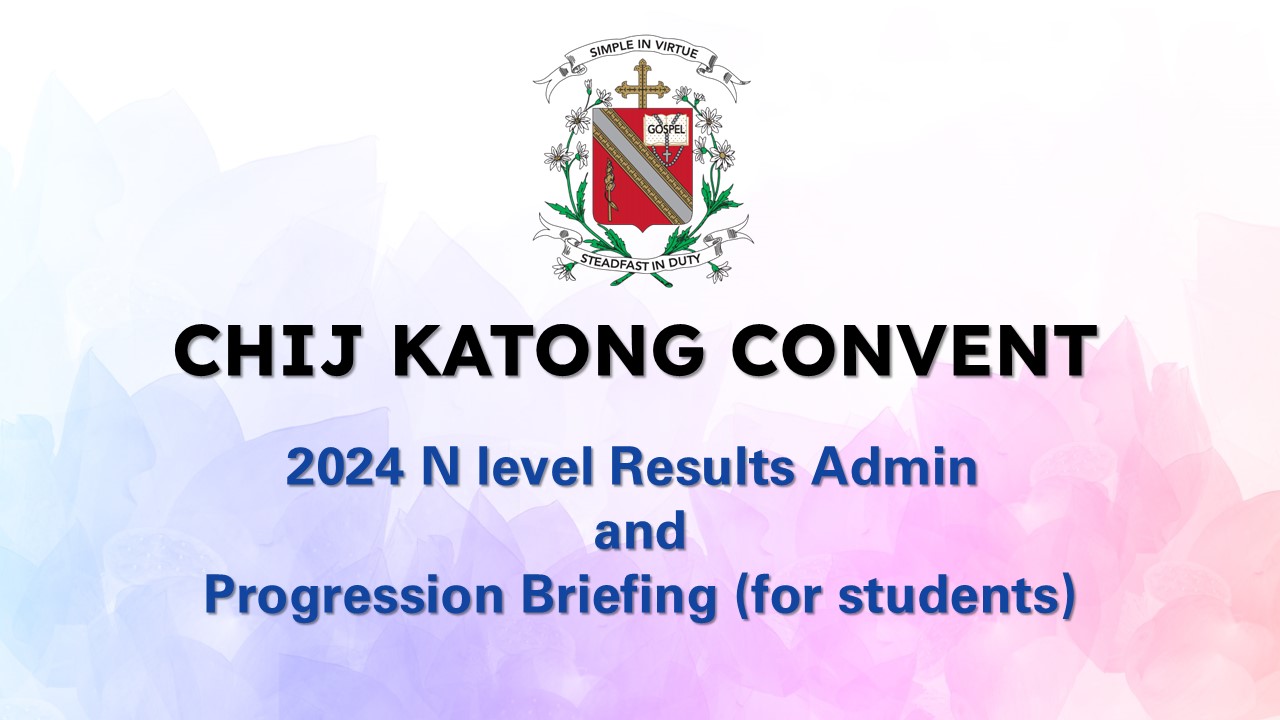 SIMPLE IN VIRTUE
GOSPEL
STEADFAST IN DUTY
CHIJ KATONG CONVENT
2024 N level Results Admin
and
Progression Briefing (for students)